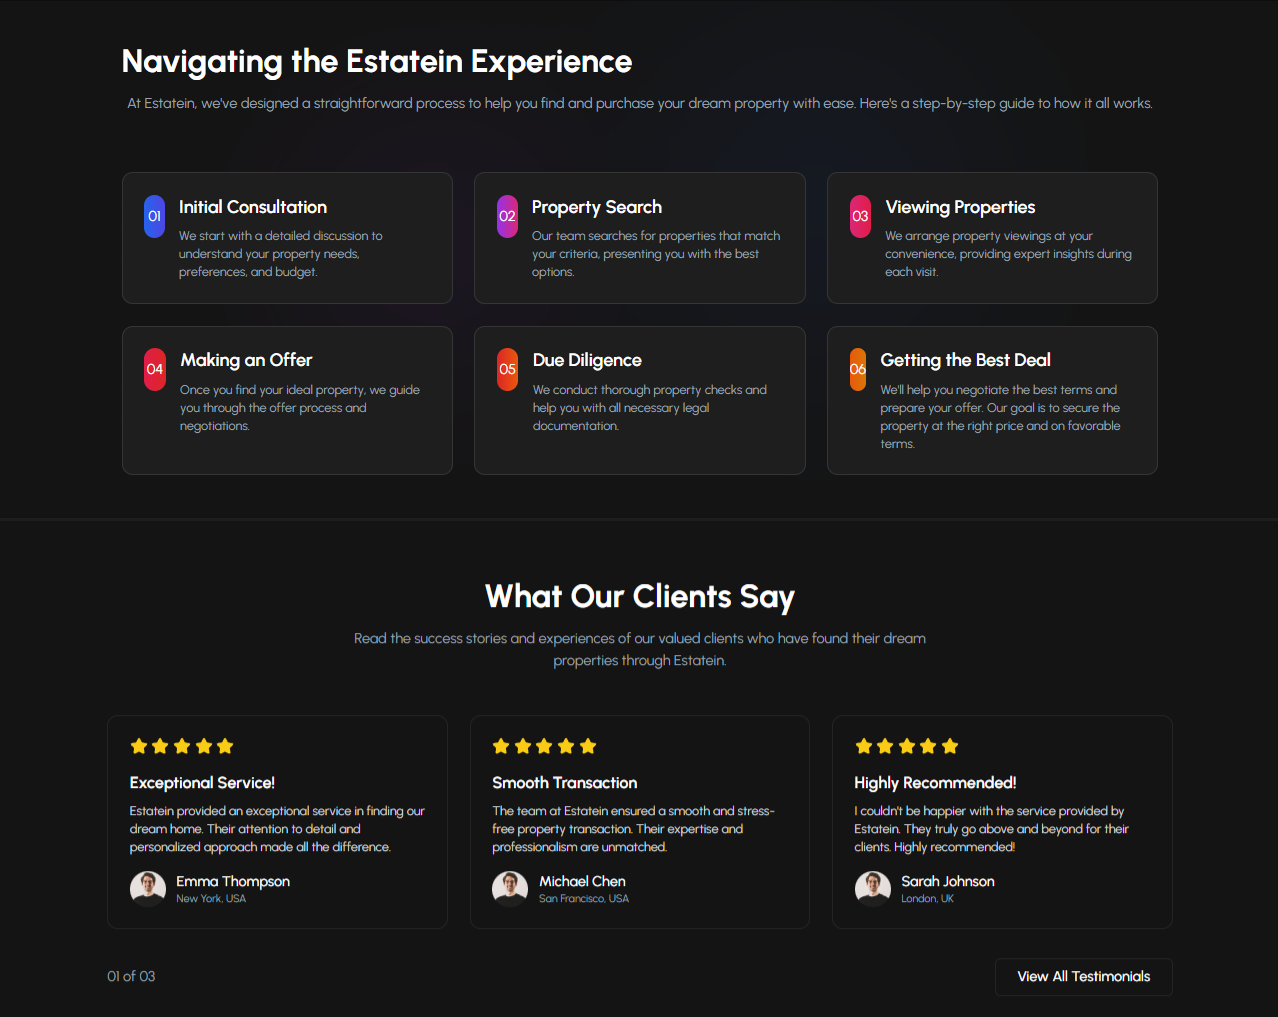 Navigating the Estatein Experience
At Estatein, we've designed a straightforward process to help you find and purchase your dream property with ease. Here's a step-by-step guide to how it all works.
01
Initial Consultation
We start with a detailed discussion to
understand your property needs,
preferences, and budget.
02
Property Search
Our team searches for properties that match
your criteria, presenting you with the best
options.
03
Viewing Properties
We arrange property viewings at your
convenience, providing expert insights during
each visit.
04
Making an Offer
Once you find your ideal property, we guide
you through the offer process and
negotiations.
05
Due Diligence
We conduct thorough property checks and
help you with all necessary legal
documentation.
06
Getting the Best Deal
We'll help you negotiate the best terms and
prepare your offer. Our goal is to secure the
property at the right price and on favorable
terms.
What Our Clients Say
Read the success stories and experiences of our valued clients who have found their dream
properties through Estatein.
Exceptional Service!
Estatein provided an exceptional service in finding our
dream home. Their attention to detail and
personalized approach made all the difference.
Emma Thompson
New York, USA
Smooth Transaction
The team at Estatein ensured a smooth and stress-
free property transaction. Their expertise and
professionalism are unmatched.
Michael Chen
San Francisco, USA
Highly Recommended!
I couldn't be happier with the service provided by
Estatein. They truly go above and beyond for their
clients. Highly recommended!
Sarah Johnson
London, UK
01 of 03
View All Testimonials